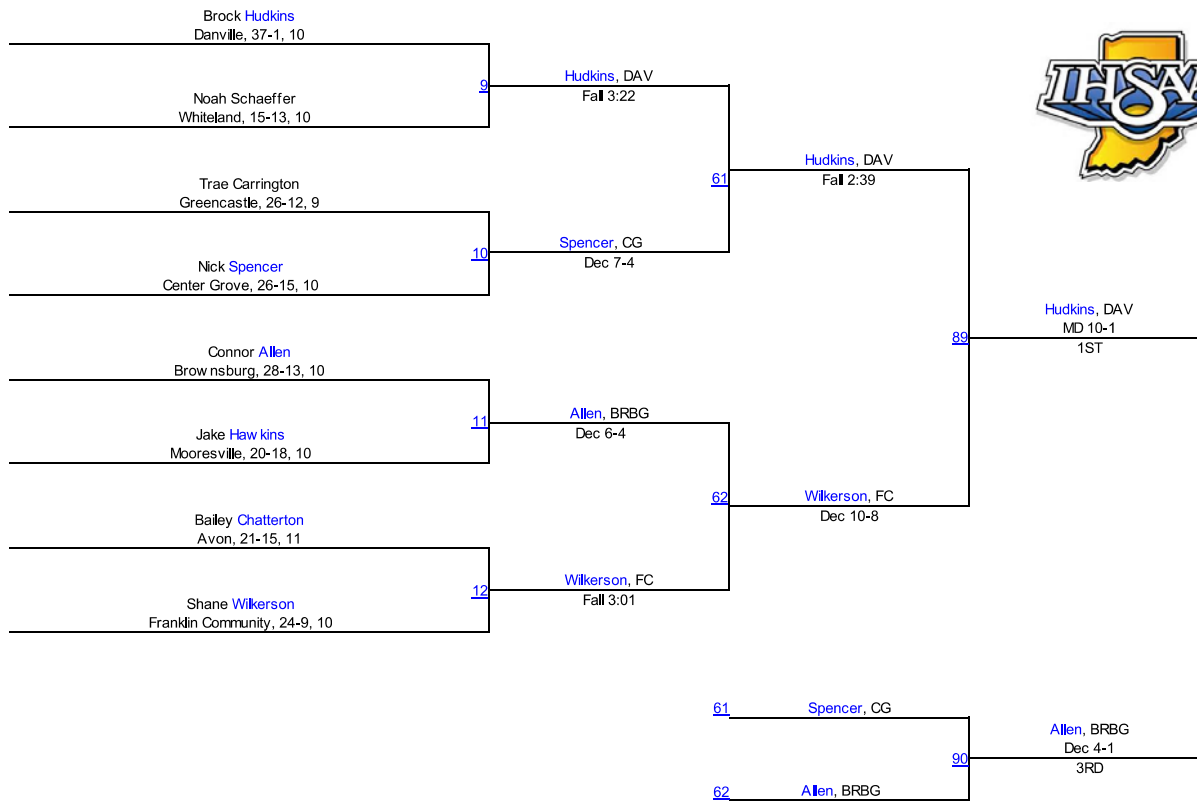 Brock Hudkins
Danville, 37-1, 10
9
Hudkins, DAV
Fall 3:22
Noah Schaeffer
Whiteland, 15-13, 10
IHSAA
61
Hudkins, DAV
Fall 2:39
Trae Carrington
Greencastle, 26-12, 9
10
Spencer, CG
Dec 7-4
Nick Spencer
Center Grove, 26-15, 10
89
Hudkins, DAV
MD 10-1
1ST
Connor Allen
Brownsburg, 28-13, 10
11
Allen, BRBG
Dec 6-4
Jake Hawkins
Mooresville, 20-18, 10
62
Wilkerson, FC
Dec 10-8
Bailey Chatterton
Avon, 21-15, 11
12
Wilkerson, FC
Fall 3:01
Shane Wilkerson
Franklin Community, 24-9, 10
61
Spencer, CG
90
Allen, BRBG
Dec 4-1
3RD
62
Allen, BRBG